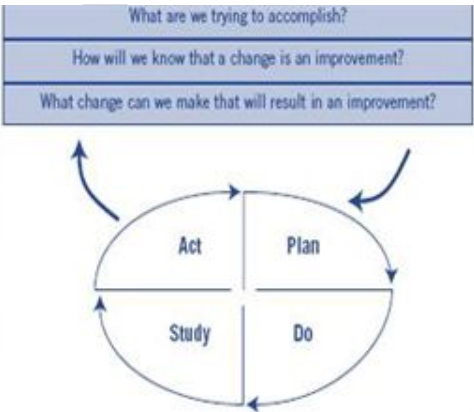 What are we trying to accomplish?
How will we know that a change is an improvement?
What change can we make that will result in an improvement?
Act
Plan
Study
Do